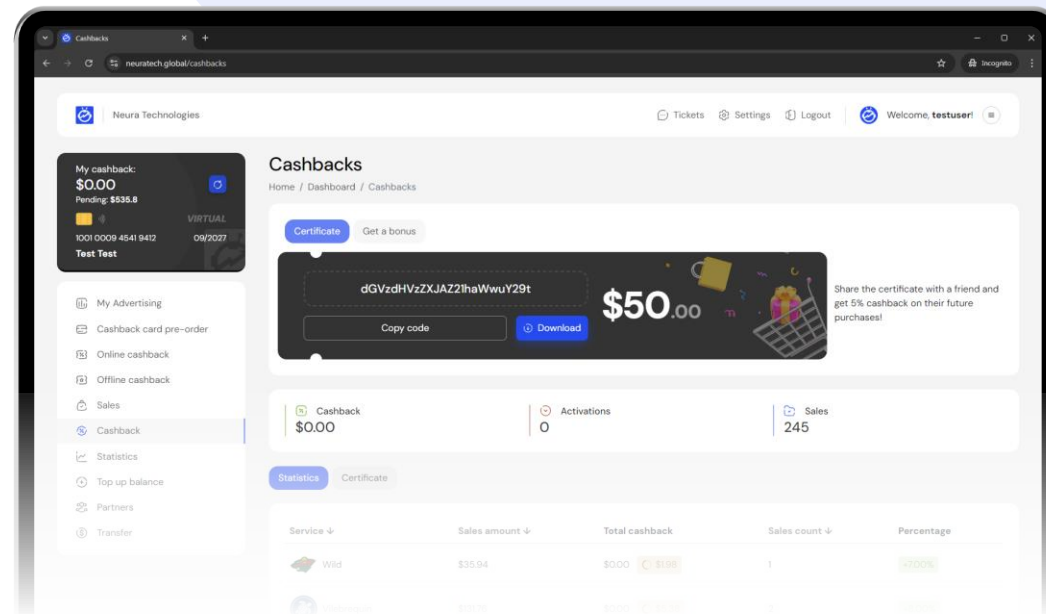 Cashbacks
neuratech.global/cashbacks
Incognito
Neura Technologies
Tickets
Settings
Logout
Welcome, testuser!
My cashback:
$0.00
Pending: $535.8
VIRTUAL
1001 0009 4541 9412
09/2027
Test Test
My Advertising
Cashback card pre-order
Online cashback
Offline cashback
Sales
Cashback
Statistics
Top up balance
Partners
Transfer
Cashbacks
Home / Dashboard / Cashbacks
Certificate
Get a bonus
dGVzdHVzZXJAZ21haWwuY29t
Copy code
Download
$50.00
Share the certificate with a friend and
get 5% cashback on their future
purchases!
Cashback
$0.00
Activations
0
Sales
245
Statistics
Certificate
Service ↓
Sales amount ↓
Total cashback
Sales count ↓
Percentage
Wild
$35.94
$0.00
$1.98
1